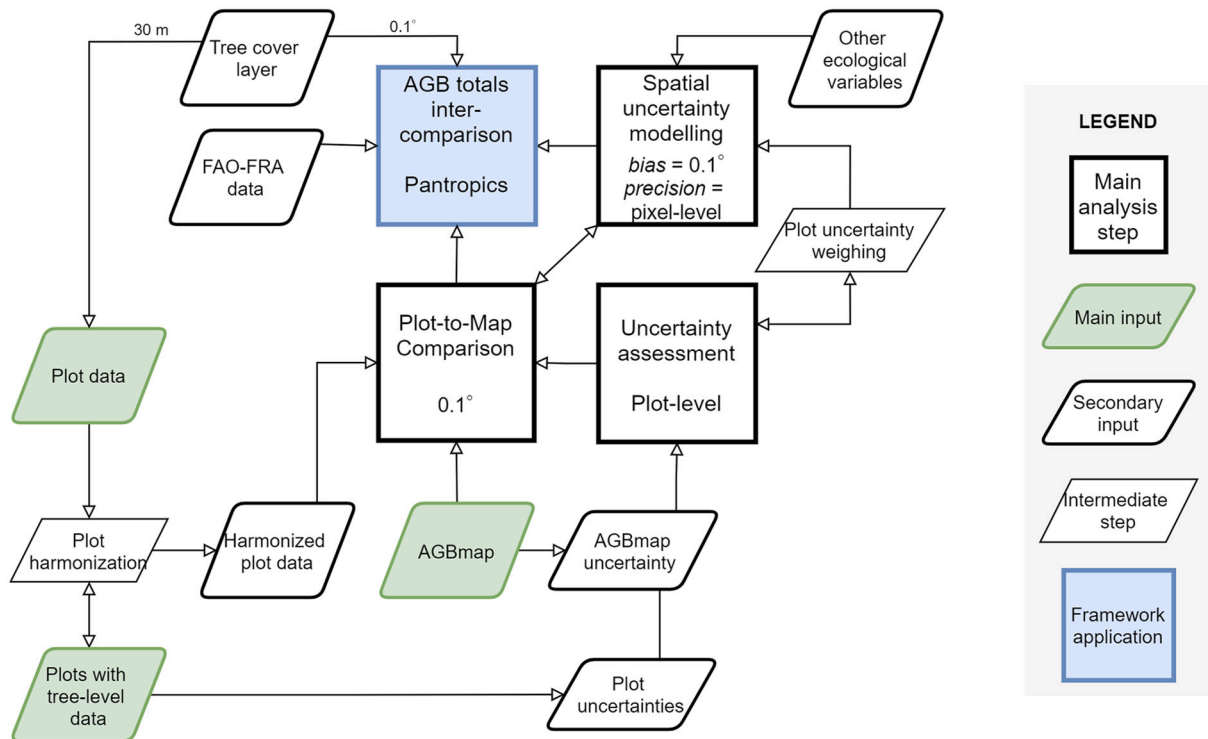 30 m
Tree cover
layer
0.1°
AGB totals
inter-
comparison
Pantropics
Spatial
uncertainty
modelling
bias = 0.1°
precision =
pixel-level
Other
ecological
variables
FAO-FRA
data
Plot uncertainty
weighing
Plot data
Plot-to-Map
Comparison
0.1°
Uncertainty
assessment
Plot-level
Plot
harmonization
Harmonized
plot data
AGBmap
AGBmap
uncertainty
Plots with
tree-level
data
Plot
uncertainties
LEGEND
Main
analysis
step
Main input
Secondary
input
Intermediate
step
Framework
application